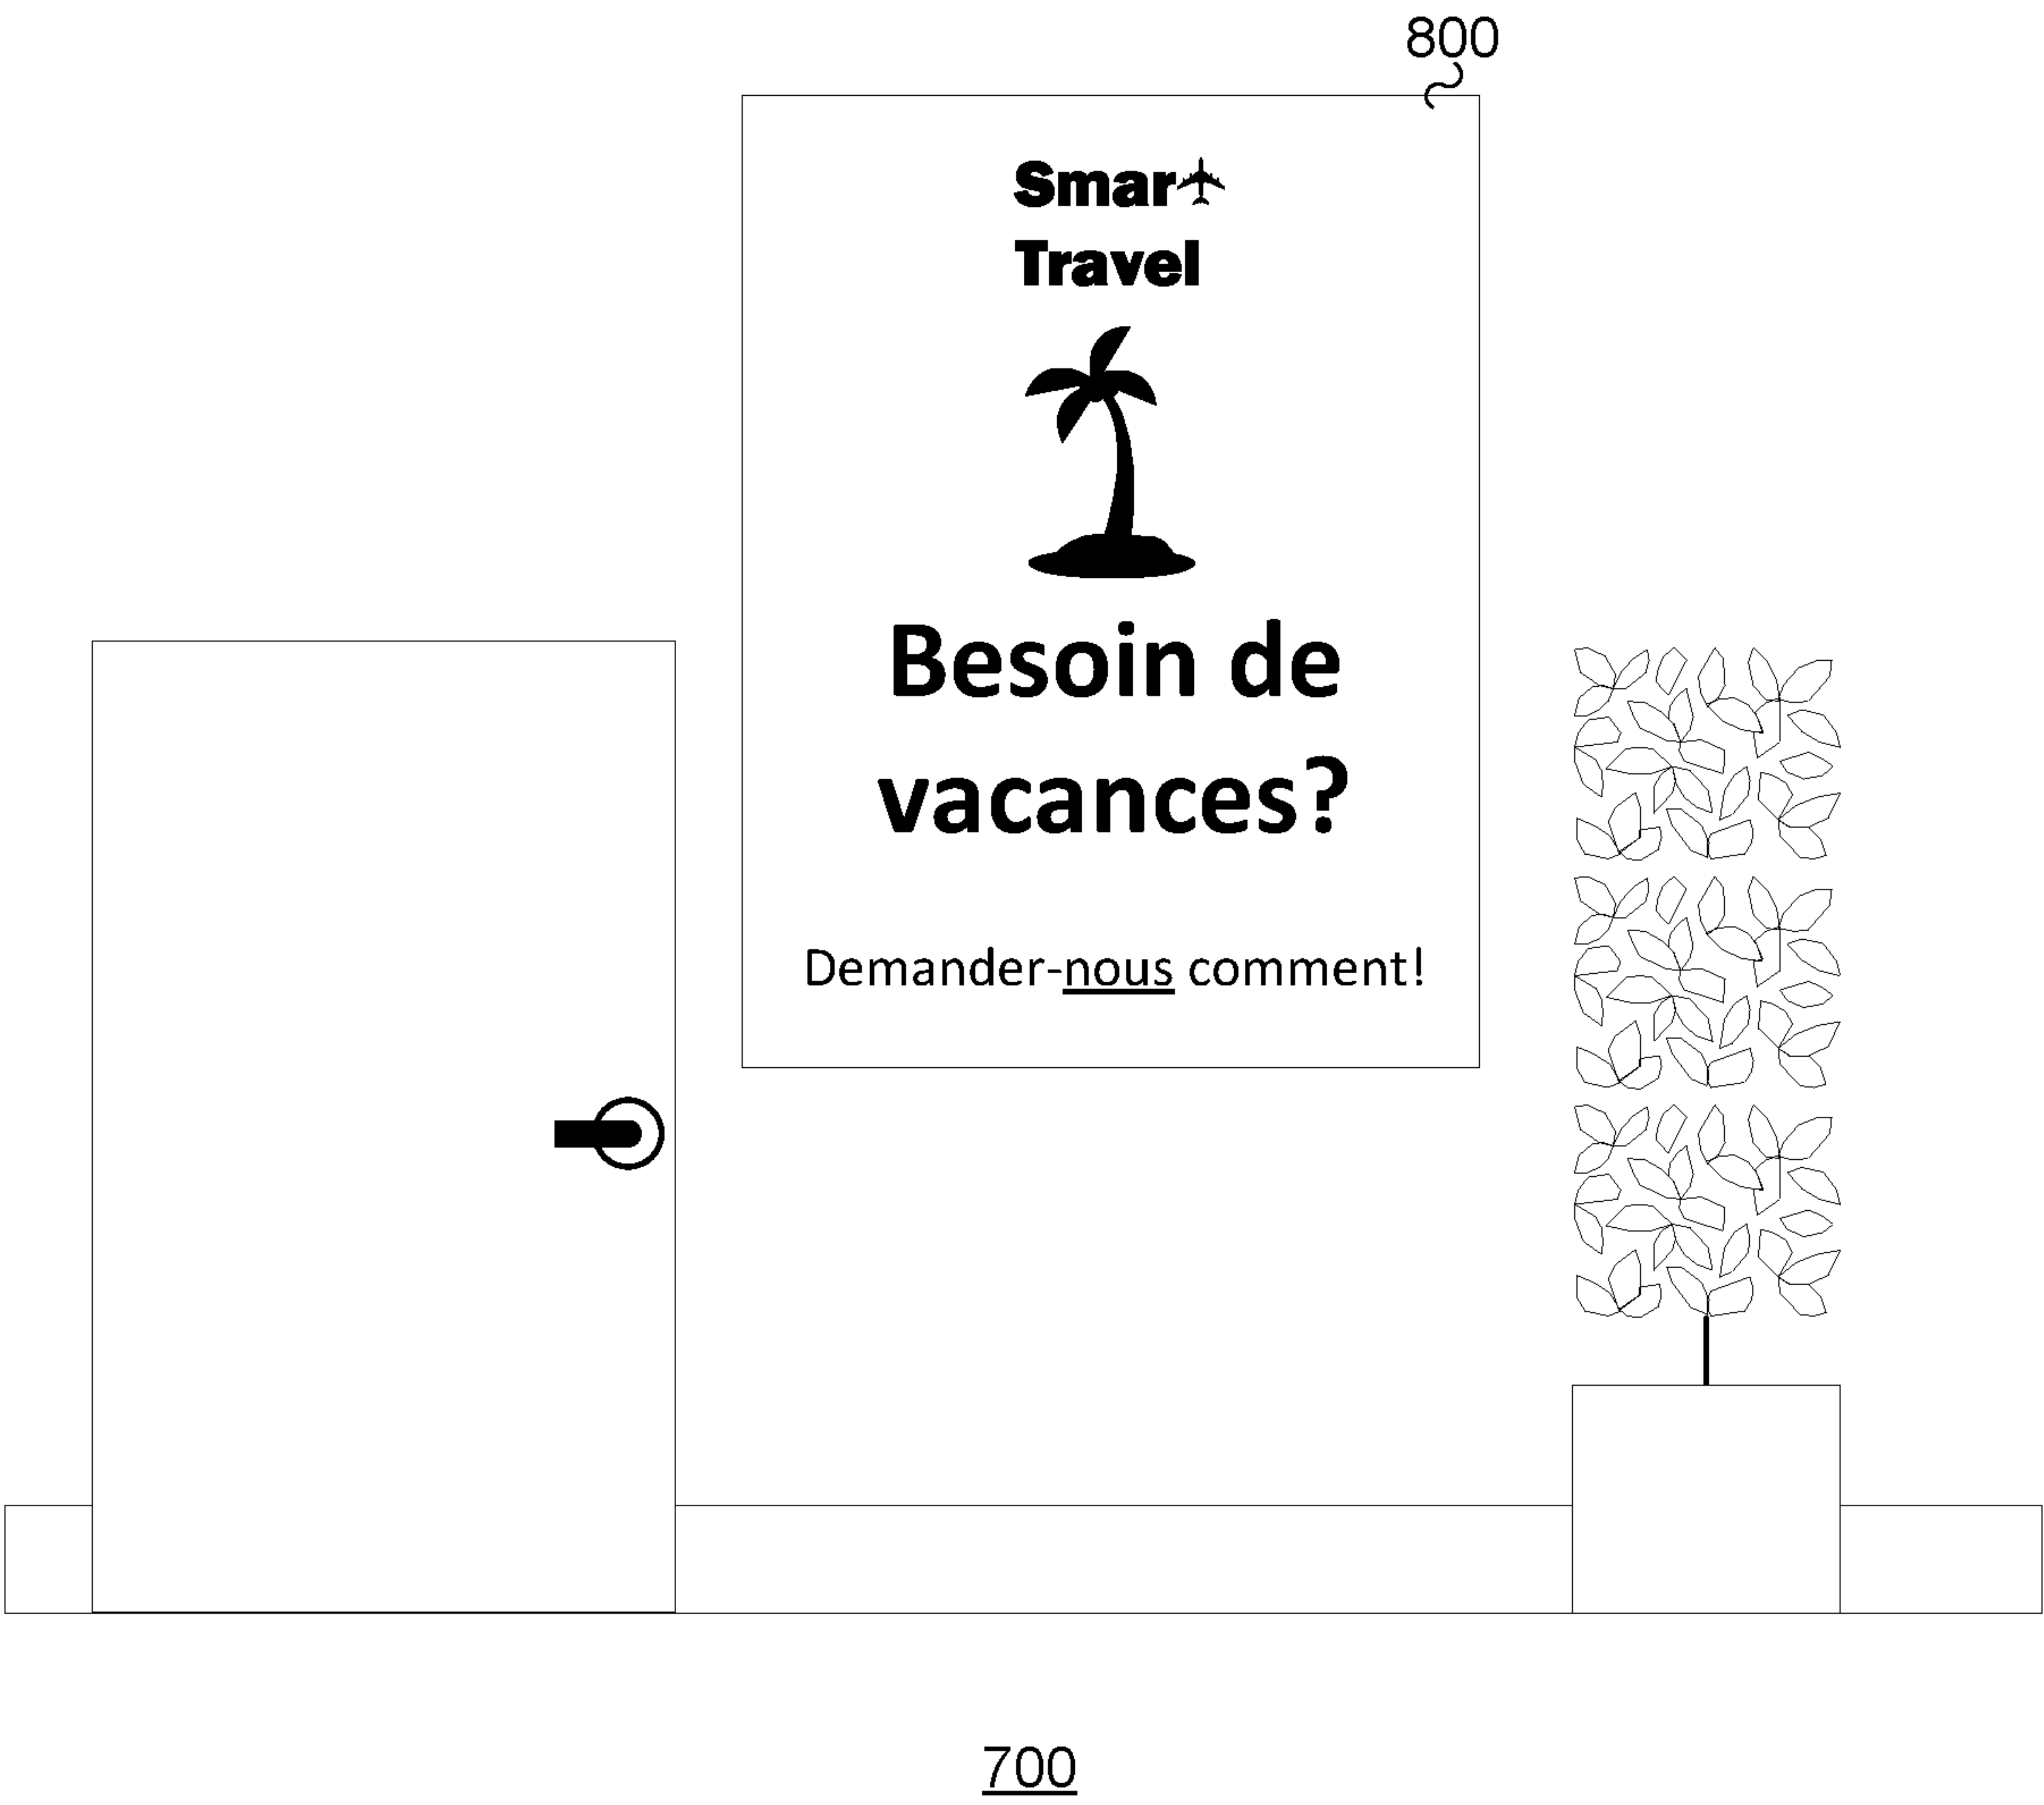 800
Smar
Travel
Besoin de
vacances?
Demander-nous comment!
700